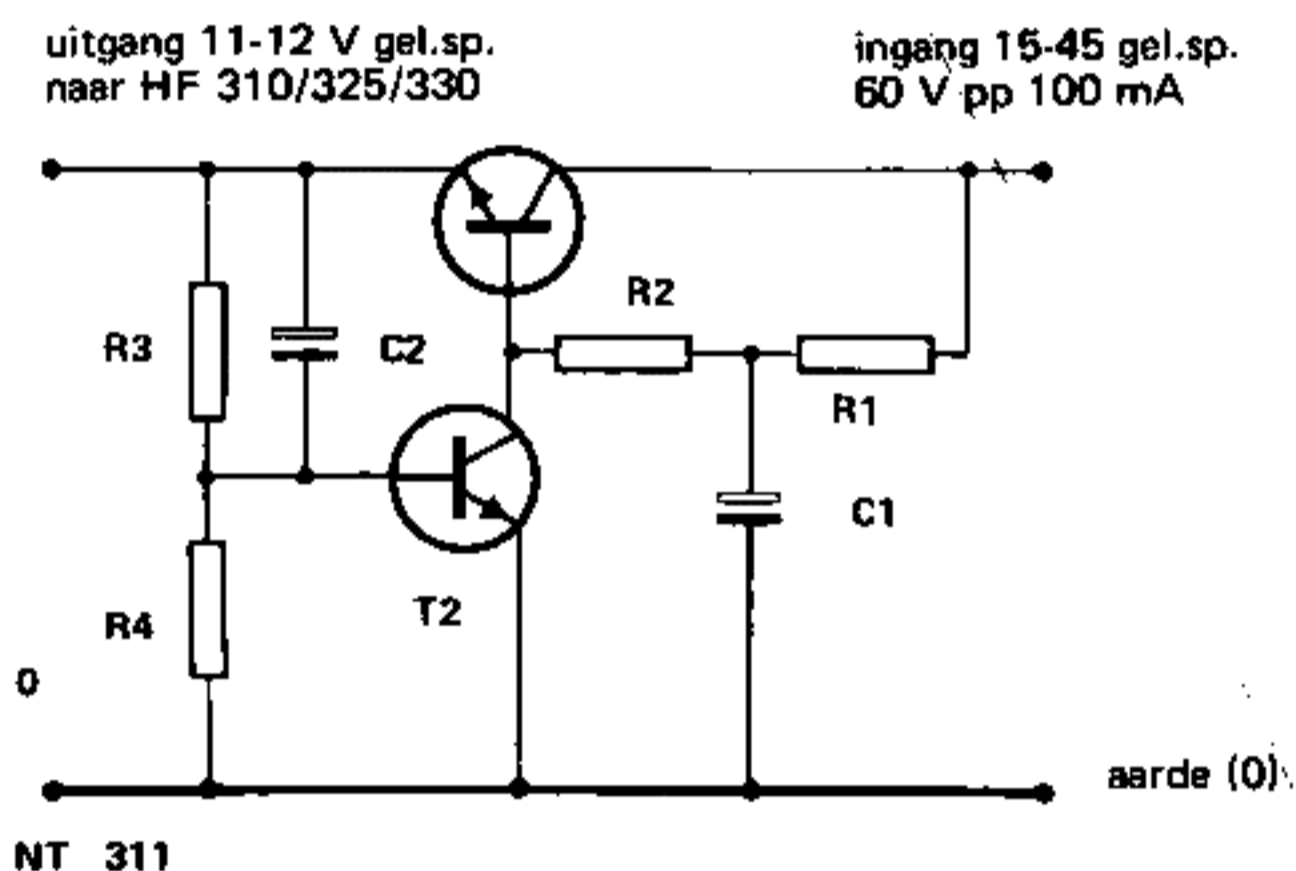 uitgang 11-12 V gel.sp.
naar HF 310/325/330
ingang 15-45 gel.sp.
60 V pp 100 mA
R2
R3
C2
R1
C1
T2
R4
0
aarde (0)
NT 311